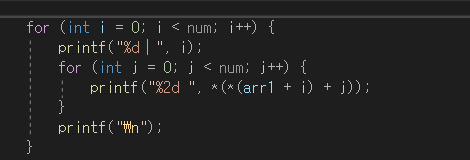 for (int i = 0; i < num; i++) {
printf("%d | ", i);
for (int j = 0; j < num; j++) {
printf("%2d ", *(*(arr1 + i) + j));
}
printf("₩n");
}